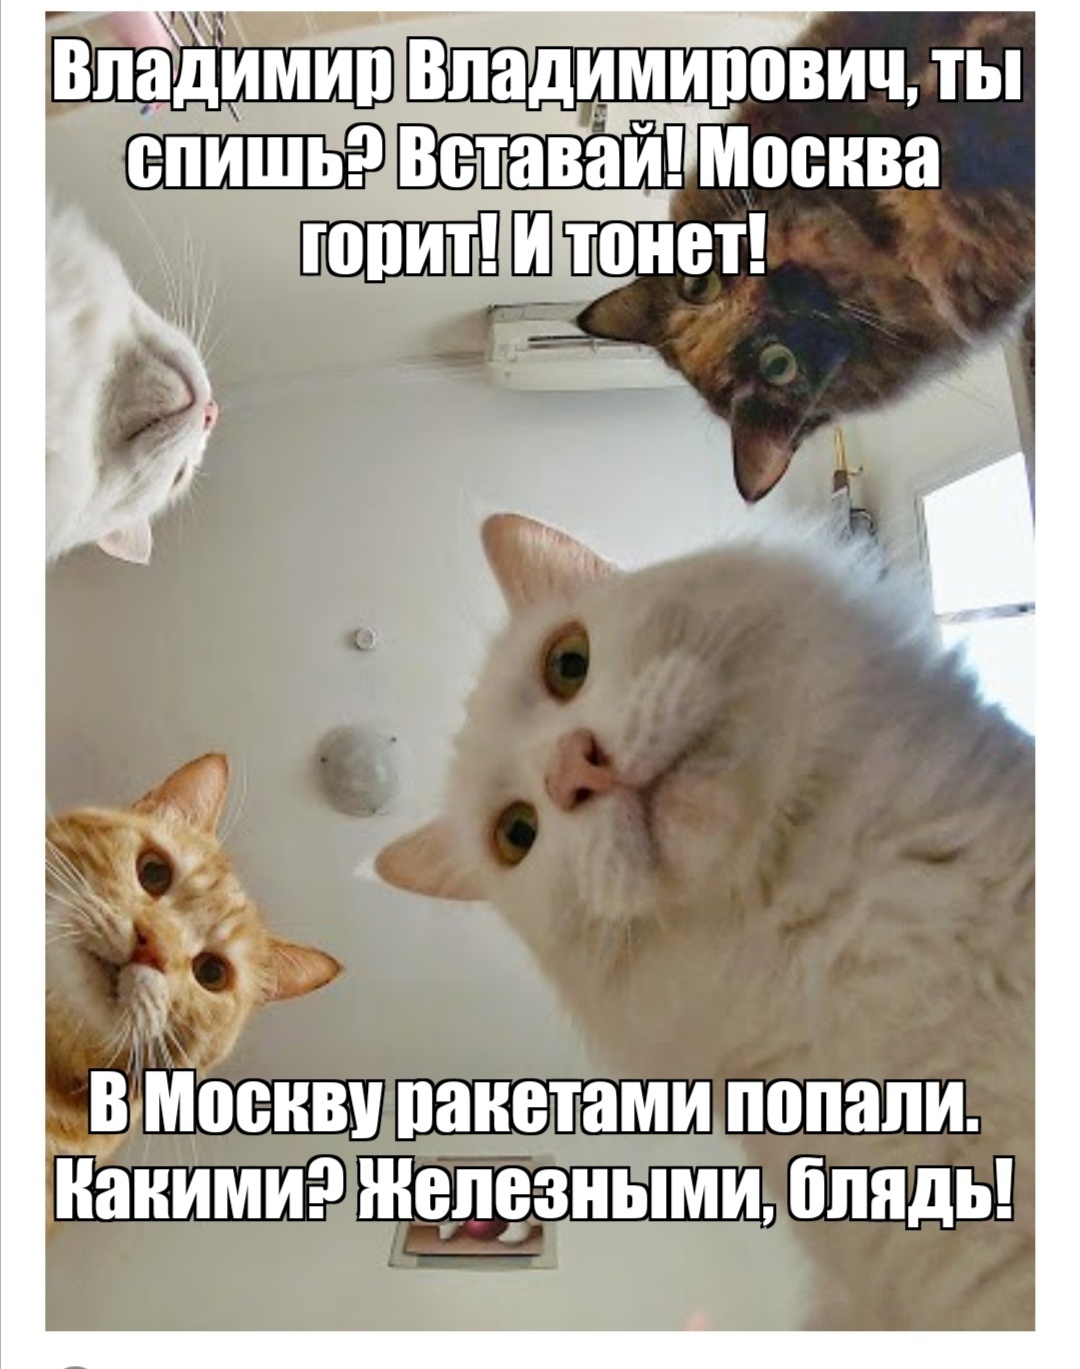 Владимир Владимирович, ты
спишь? Вставай! Москва
горит! И тонет!
В Москву ракетами попали.
Какими? Железными, блядь!